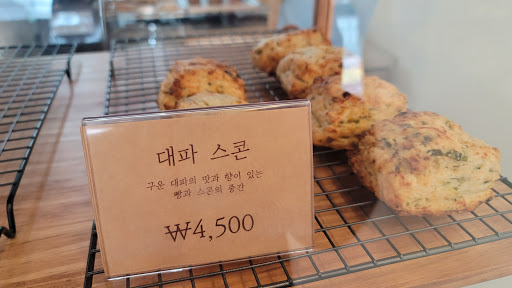 대파 스콘
구운 대파의 맛과 향이 있는
빵과 스콘의 중간
₩4,500